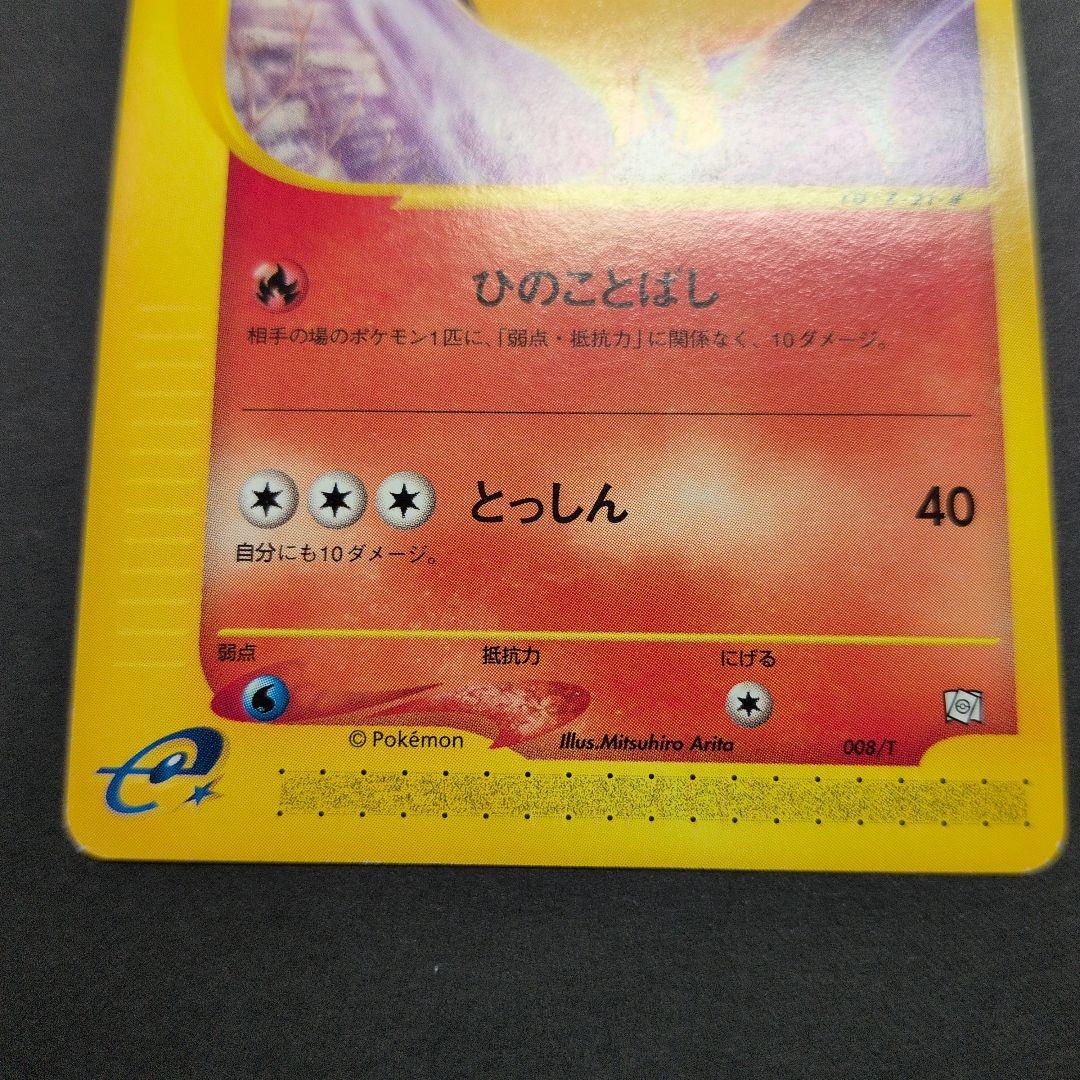 ひのことばし
相手の場のポケモン1匹に、「弱点・抵抗力」に関係なく、10ダメージ。
とっしん 40
自分にも10ダメージ。
弱点 抵抗力 にげる
© Pokémon Illus.Mitsuhiro Arita 008/T